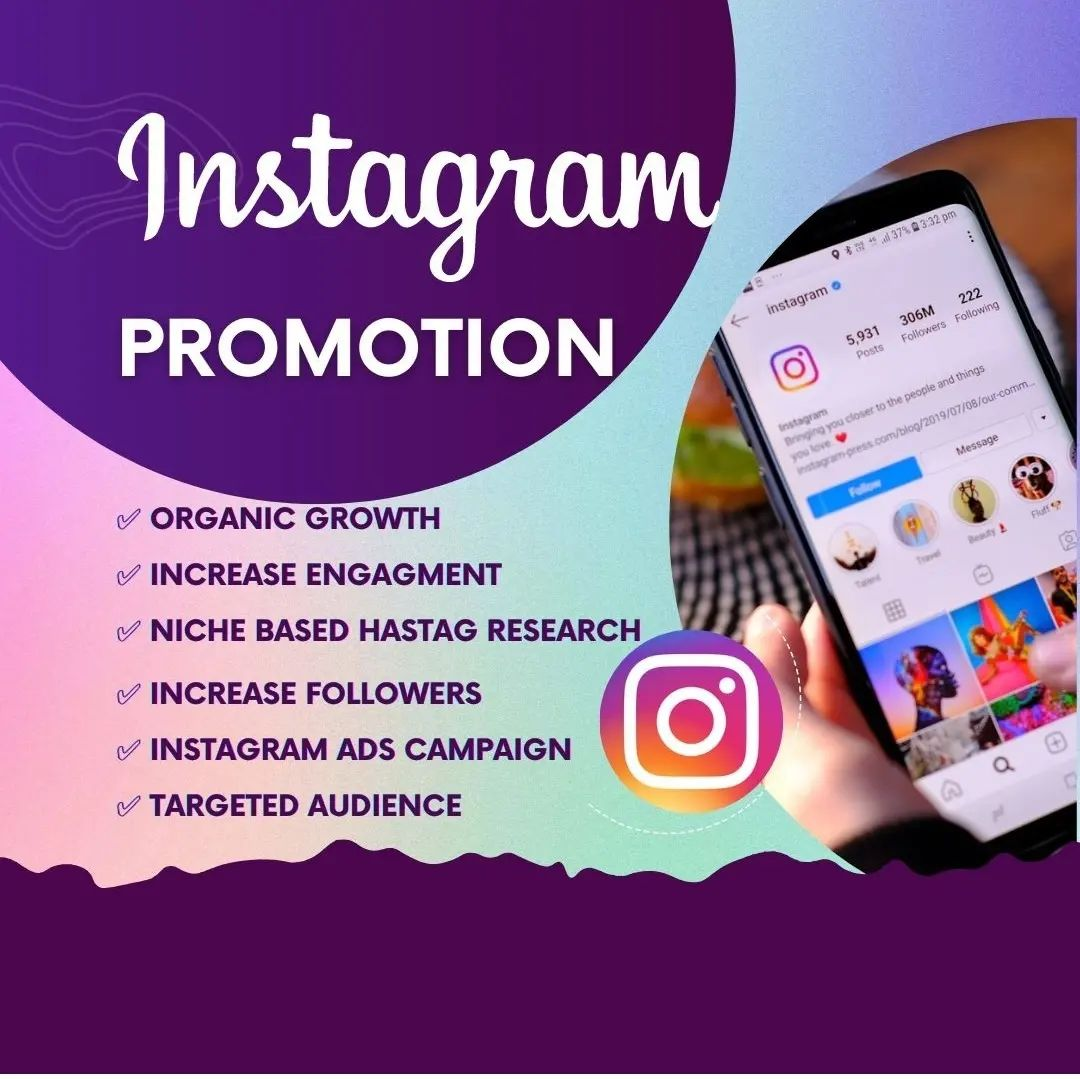 Instagram
PROMOTION
✅ ORGANIC GROWTH
✅ INCREASE ENGAGMENT
✅ NICHE BASED HASTAG RESEARCH
✅ INCREASE FOLLOWERS
✅ INSTAGRAM ADS CAMPAIGN
✅ TARGETED AUDIENCE
37% 3:32 pm
instagram
5,931 306M 222
Posts Followers Following
Instagram
Bringing you closer to the people and things
you love. ❤️
instagram-press.com/blog/2019/07/08/our-comm...
Follow Message
Talent Travel Beauty Fluff